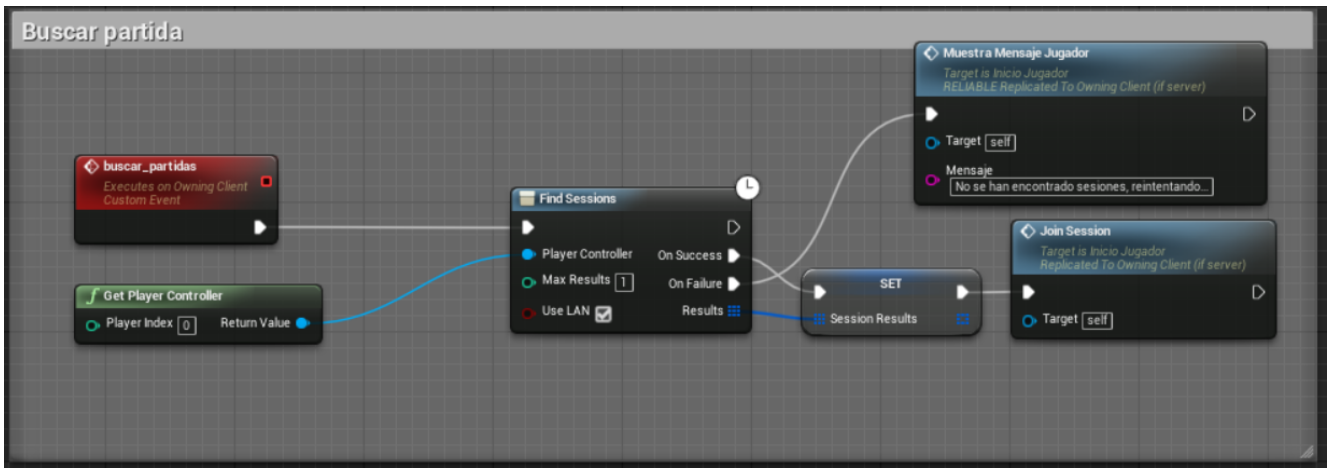 Buscar partida
buscar_partidas
Executes on Owning Client
Custom Event
Get Player Controller
Player Index 0 Return Value
Find Sessions
Player Controller On Success
Max Results 1 On Failure
Use LAN Results
SET
Session Results
Muestra Mensaje Jugador
Target is Inicio Jugador
RELIABLE Replicated To Owning Client (if server)
Target self
Mensaje
No se han encontrado sesiones, reintentando...
Join Session
Target is Inicio Jugador
Replicated To Owning Client (if server)
Target self